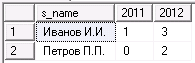 s_name 2011 2012
1 Иванов И.И. 1 3
2 Петров П.П. 0 2